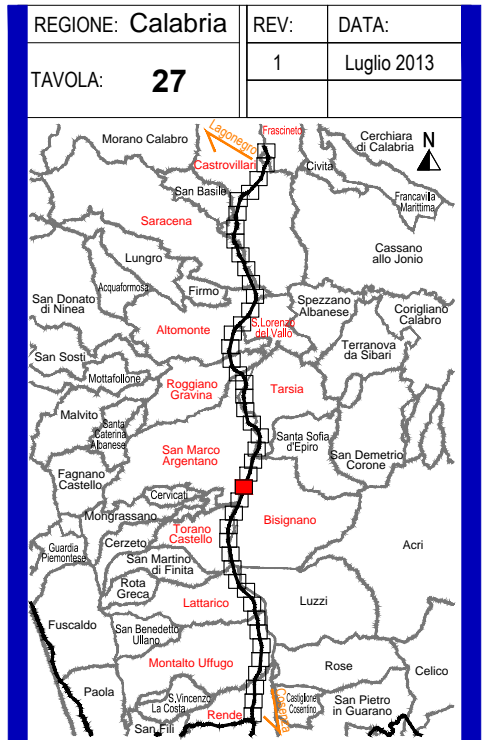 REGIONE: Calabria
REV:
DATA:
TAVOLA: 27
1
Luglio 2013
Lagonegro
Frascineto
Morano Calabro
Cerchiara
di Calabria
N
Castrovillari
Civita
San Basile
Francavilla
Marittima
Saracena
Lungro
Cassano
allo Jonio
Acquaformosa
Firmo
San Donato
di Ninea
Spezzano
Albanese
Corigliano
Calabro
Altomonte
S.Lorenzo
del Vallo
Terranova
da Sibari
San Sosti
Mottafollone
Roggiano
Gravina
Tarsia
Malvito
Santa
Caterina
Albanese
Santa Sofia
d'Epiro
San Marco
Argentano
San Demetrio
Corone
Fagnano
Castello
Cervicati
Mongrassano
Bisignano
Torano
Castello
Guardia
Piemontese
Cerzeto
Acri
San Martino
di Finita
Rota
Greca
Lattarico
Luzzi
Fuscaldo
San Benedetto
Ullano
Montalto Uffugo
Rose
Celico
Paola
S.Vincenzo
La Costa
Cosenza
Castiglione
Cosentino
San Pietro
in Guarano
Rende
San Fili